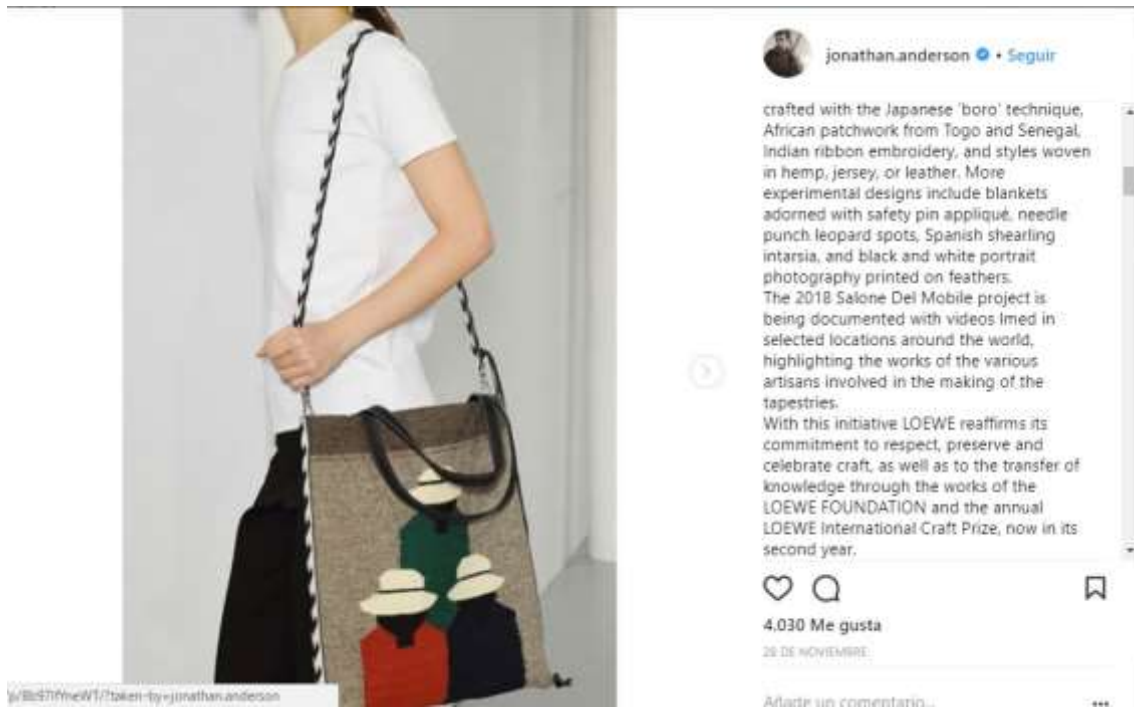 jonathan.anderson • Seguir
crafted with the Japanese 'boro' technique,
African patchwork from Togo and Senegal,
Indian ribbon embroidery, and styles woven
in hemp, jersey, or leather. More
experimental designs include blankets
adorned with safety pin appliqué, needle
punch leopard spots, Spanish shearling
intarsia, and black and white portrait
photography printed on feathers.
The 2018 Salone Del Mobile project is
being documented with videos lmed in
selected locations around the world,
highlighting the works of the various
artisans involved in the making of the
tapestries.
With this initiative LOEWE reaffirms its
commitment to respect, preserve and
celebrate craft, as well as to the transfer of
knowledge through the works of the
LOEWE FOUNDATION and the annual
LOEWE International Craft Prize, now in its
second year.
4.030 Me gusta
28 DE NOVIEMBRE
Añade un comentario...
?taken-by=jonathan.anderson